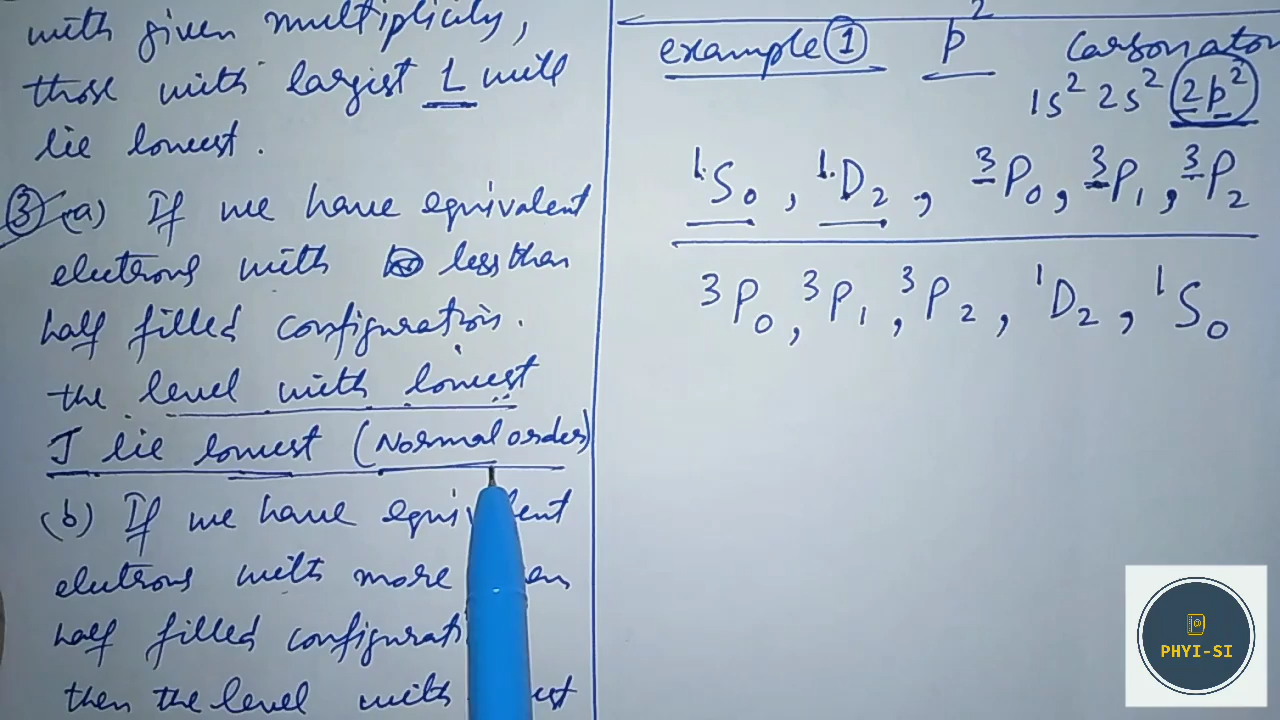 with given multiplicity,
those with largist L will
lie lowest.
③ (a) If we have equivalent
electrons with less than
half filled configuration.
the level with lowest
J lie lowest (Normal order)
(b) If we have
electrons with more
half filled
then the level with
example ① p² Carbon atom
1s² 2s² 2p²
¹S₀, ¹D₂, ³P₀, ³P₁, ³P₂
³P₀, ³P₁, ³P₂, ¹D₂, ¹S₀
PHYI-SI